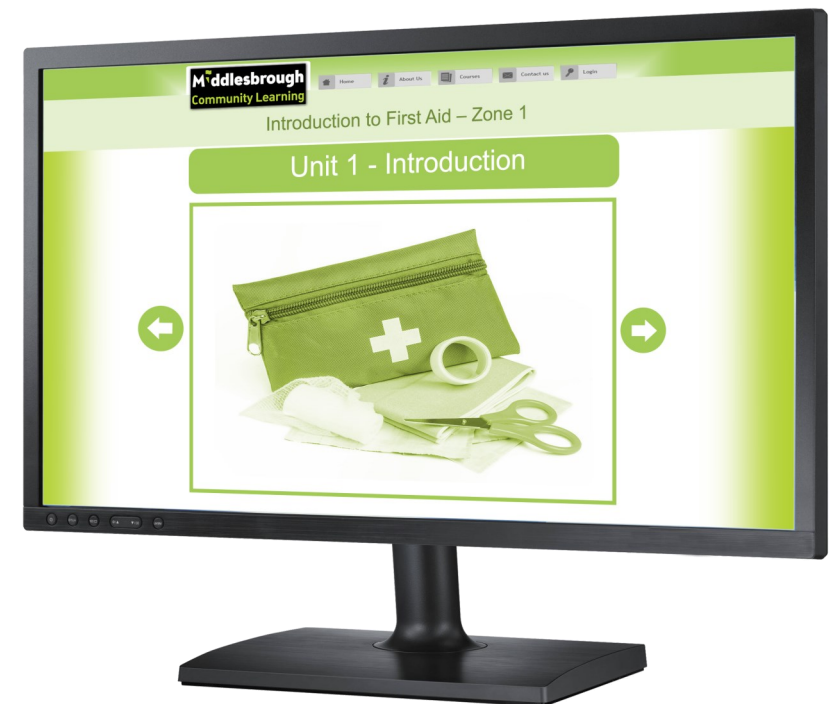 Middlesbrough
Community Learning
Home
About Us
Courses
Contact us
Login
Introduction to First Aid – Zone 1
Unit 1 - Introduction